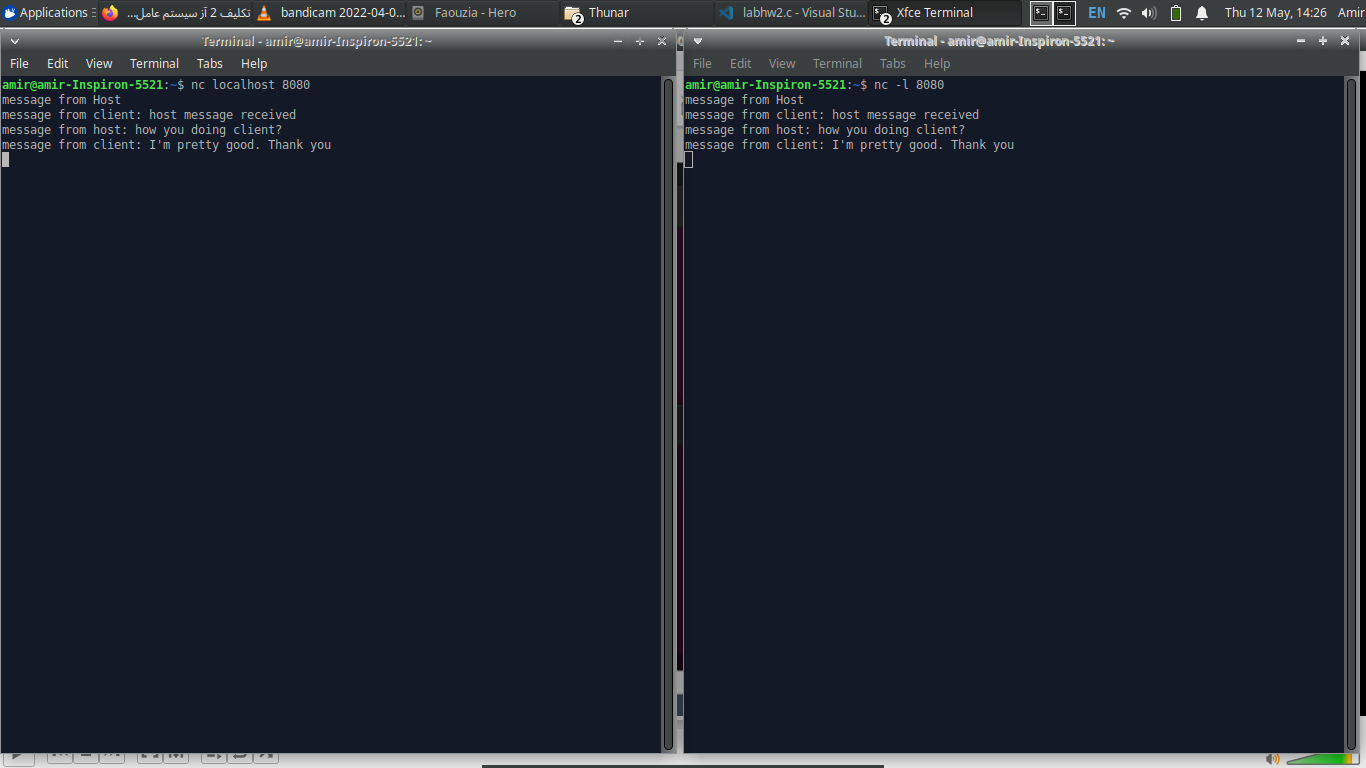 Applications
تکلیف 2 آز سیستم عامل...
bandicam 2022-04-0...
Faouzia - Hero
2
Thunar
labhw2.c - Visual Stu...
2
Xfce Terminal
EN
Thu 12 May, 14:26
Amir
Terminal - amir@amir-Inspiron-5521: ~
File Edit View Terminal Tabs Help
amir@amir-Inspiron-5521:~$ nc localhost 8080
message from Host
message from client: host message received
message from host: how you doing client?
message from client: I'm pretty good. Thank you
Terminal - amir@amir-Inspiron-5521: ~
File Edit View Terminal Tabs Help
amir@amir-Inspiron-5521:~$ nc -l 8080
message from Host
message from client: host message received
message from host: how you doing client?
message from client: I'm pretty good. Thank you